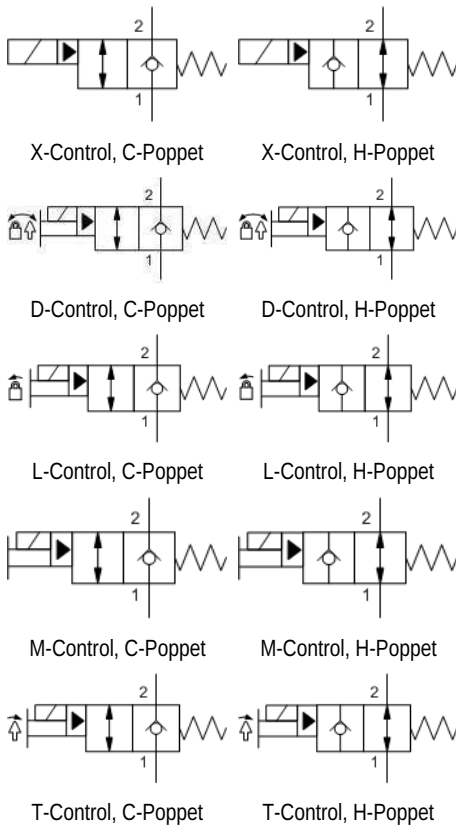 2 2
1 1
X-Control, C-Poppet X-Control, H-Poppet
2 2
1 1
D-Control, C-Poppet D-Control, H-Poppet
2 2
1 1
L-Control, C-Poppet L-Control, H-Poppet
2 2
1 1
M-Control, C-Poppet M-Control, H-Poppet
2 2
1 1
T-Control, C-Poppet T-Control, H-Poppet